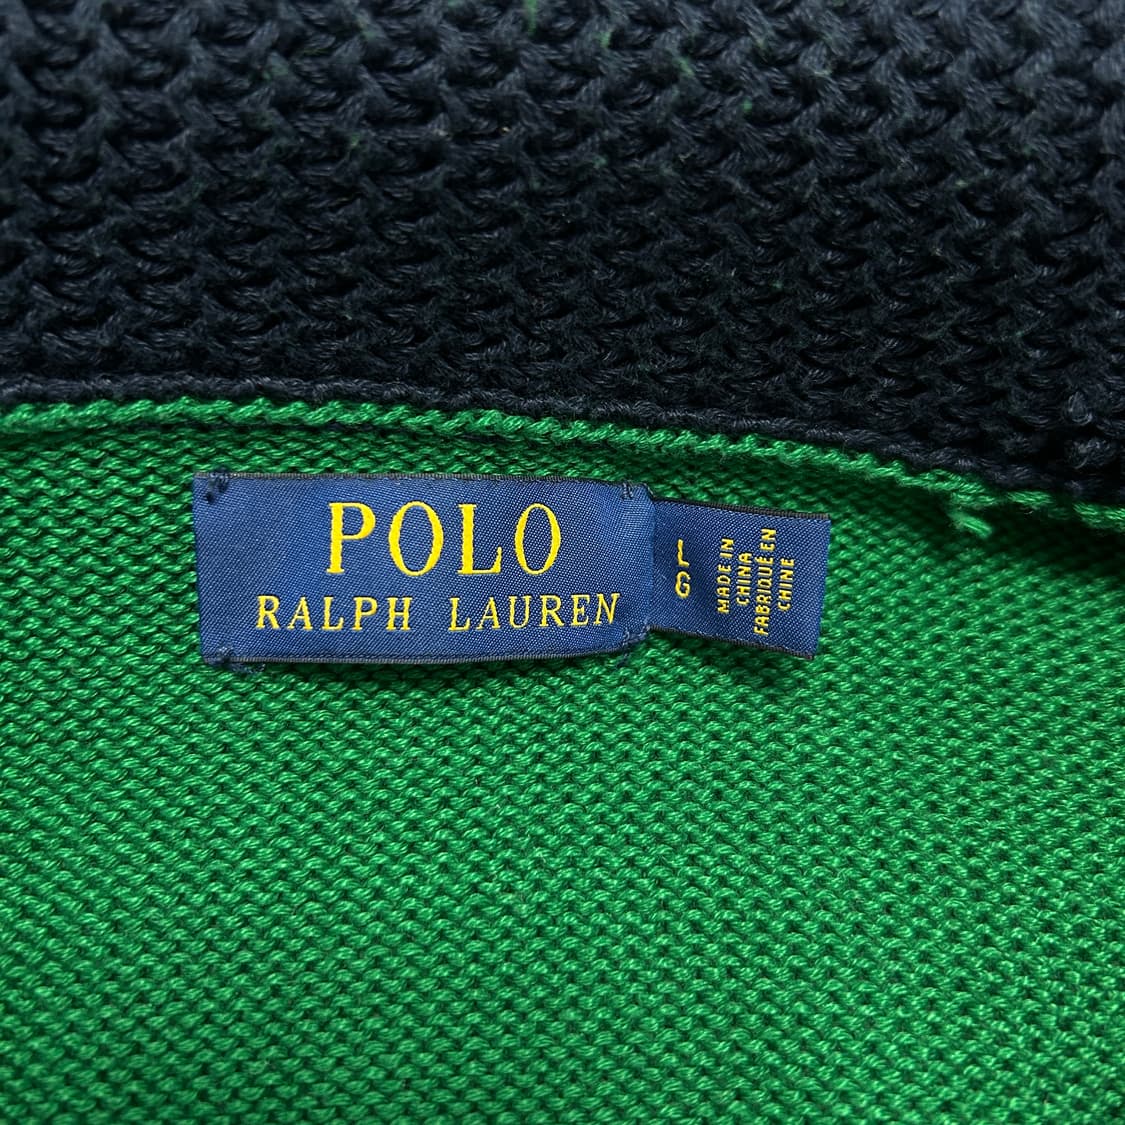 POLO
RALPH LAUREN
L
G
MADE IN
CHINA
FABRIQUÉ EN
CHINE